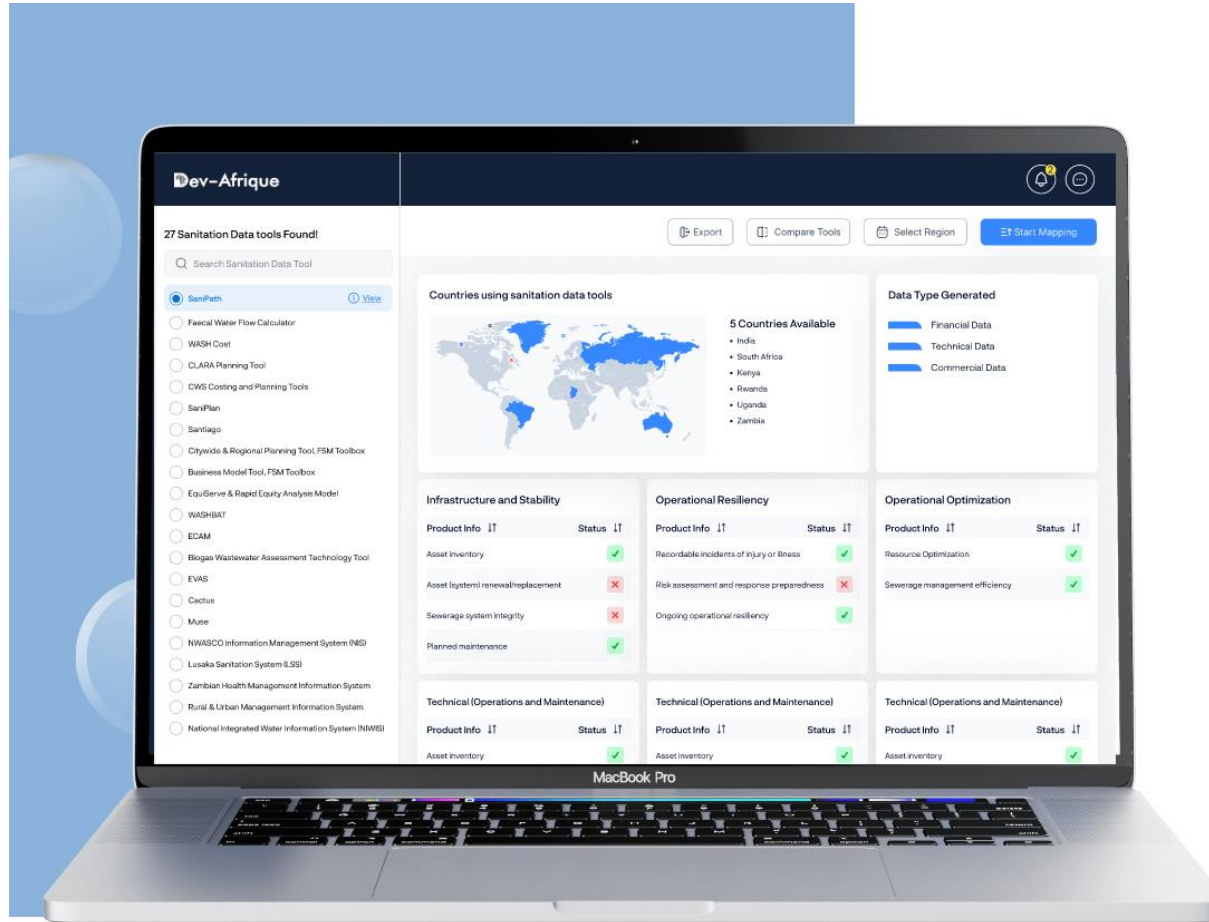 Dev-Afrique
2
27 Sanitation Data tools Found!
Search Sanitation Data Tool
SaniPath
View
Faecal Water Flow Calculator
WASH Cost
CLARA Planning Tool
CWS Costing and Planning Tools
SaniPlan
Santiago
Citywide & Regional Planning Tool, FSM Toolbox
Business Model Tool, FSM Toolbox
EquiServe & Rapid Equity Analysis Model
WASHBAT
ECAM
Biogas Wastewater Assessment Technology Tool
EVAS
Cactus
Muse
NWASCO Information Management System (NIS)
Lusaka Sanitation System (LSS)
Zambian Health Management Information System
Rural & Urban Management Information System
National Integrated Water Information System (NIWIS)
Export
Compare Tools
Select Region
Start Mapping
Countries using sanitation data tools
5 Countries Available
• India
• South Africa
• Kenya
• Rwanda
• Uganda
• Zambia
Data Type Generated
Financial Data
Technical Data
Commercial Data
Infrastructure and Stability
Product Info Status
Asset inventory
Asset (system) renewal/replacement
Sewerage system integrity
Planned maintenance
Operational Resiliency
Product Info Status
Recordable incidents of injury or illness
Risk assessment and response preparedness
Ongoing operational resiliency
Operational Optimization
Product Info Status
Resource Optimization
Sewerage management efficiency
Technical (Operations and Maintenance)
Product Info Status
Asset inventory
Technical (Operations and Maintenance)
Product Info Status
Asset inventory
Technical (Operations and Maintenance)
Product Info Status
Asset inventory
MacBook Pro